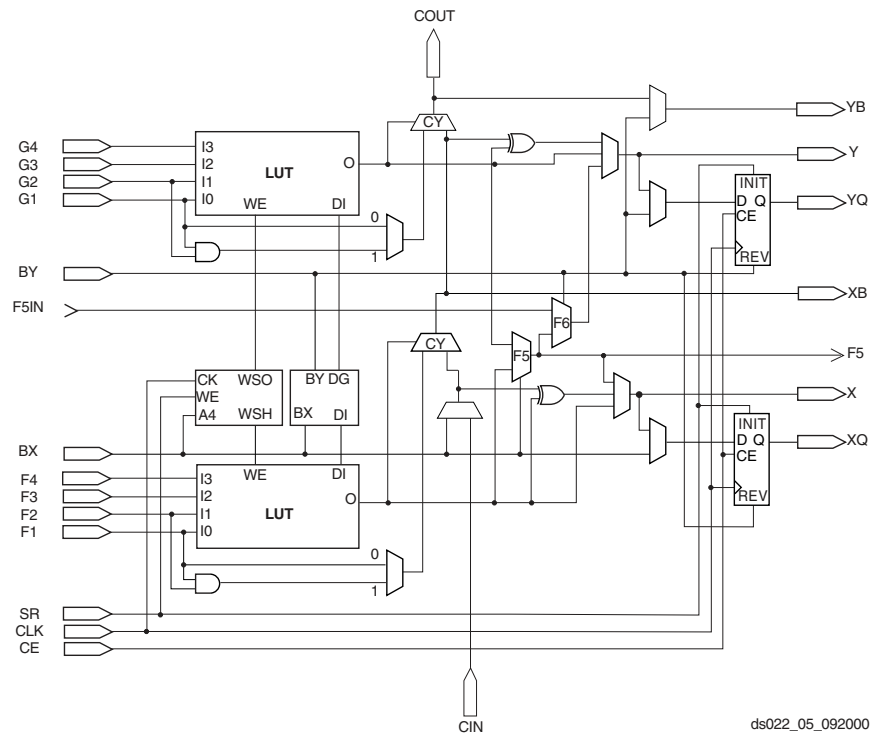 COUT
YB
CY
G4
G3
G2
G1
I3
I2
I1
I0
LUT
O
WE
DI
Y
INIT
D Q
CE
REV
YQ
0
1
BY
XB
F5IN
F6
CY
F5
F5
CK
WE
A4
WSO
WSH
BY DG
BX
DI
X
BX
INIT
D Q
CE
REV
XQ
F4
F3
F2
F1
I3
I2
I1
I0
WE
DI
LUT
O
0
1
SR
CLK
CE
CIN
ds022_05_092000